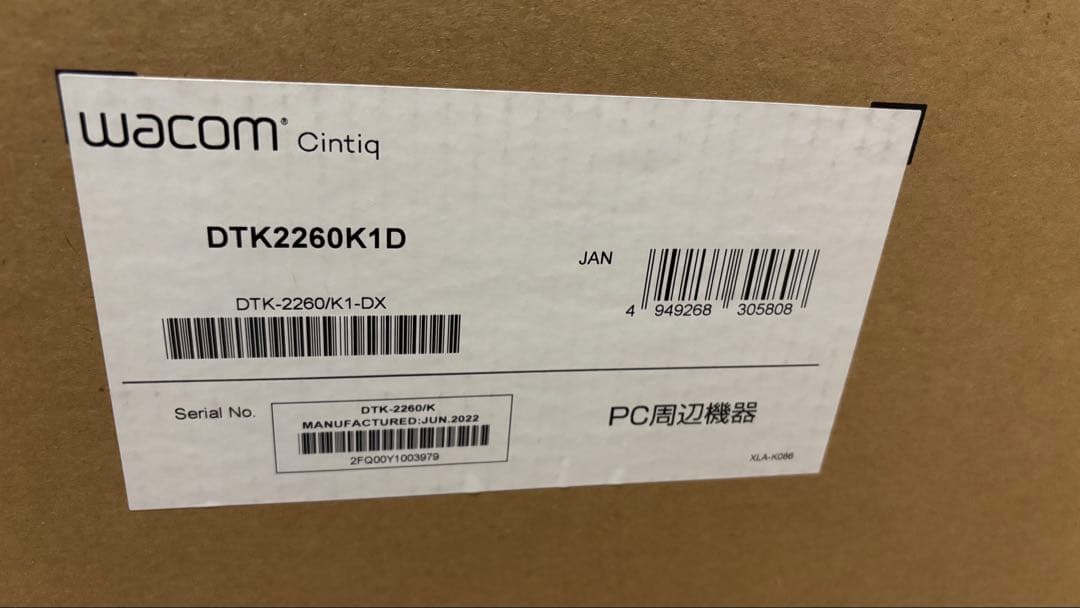 wacom® Cintiq
DTK2260K1D
DTK-2260/K1-DX
JAN
4 949268 305808
Serial No.
DTK-2260/K
MANUFACTURED:JUN.2022
2FQ00Y1003979
PC周辺機器
XLA-K086